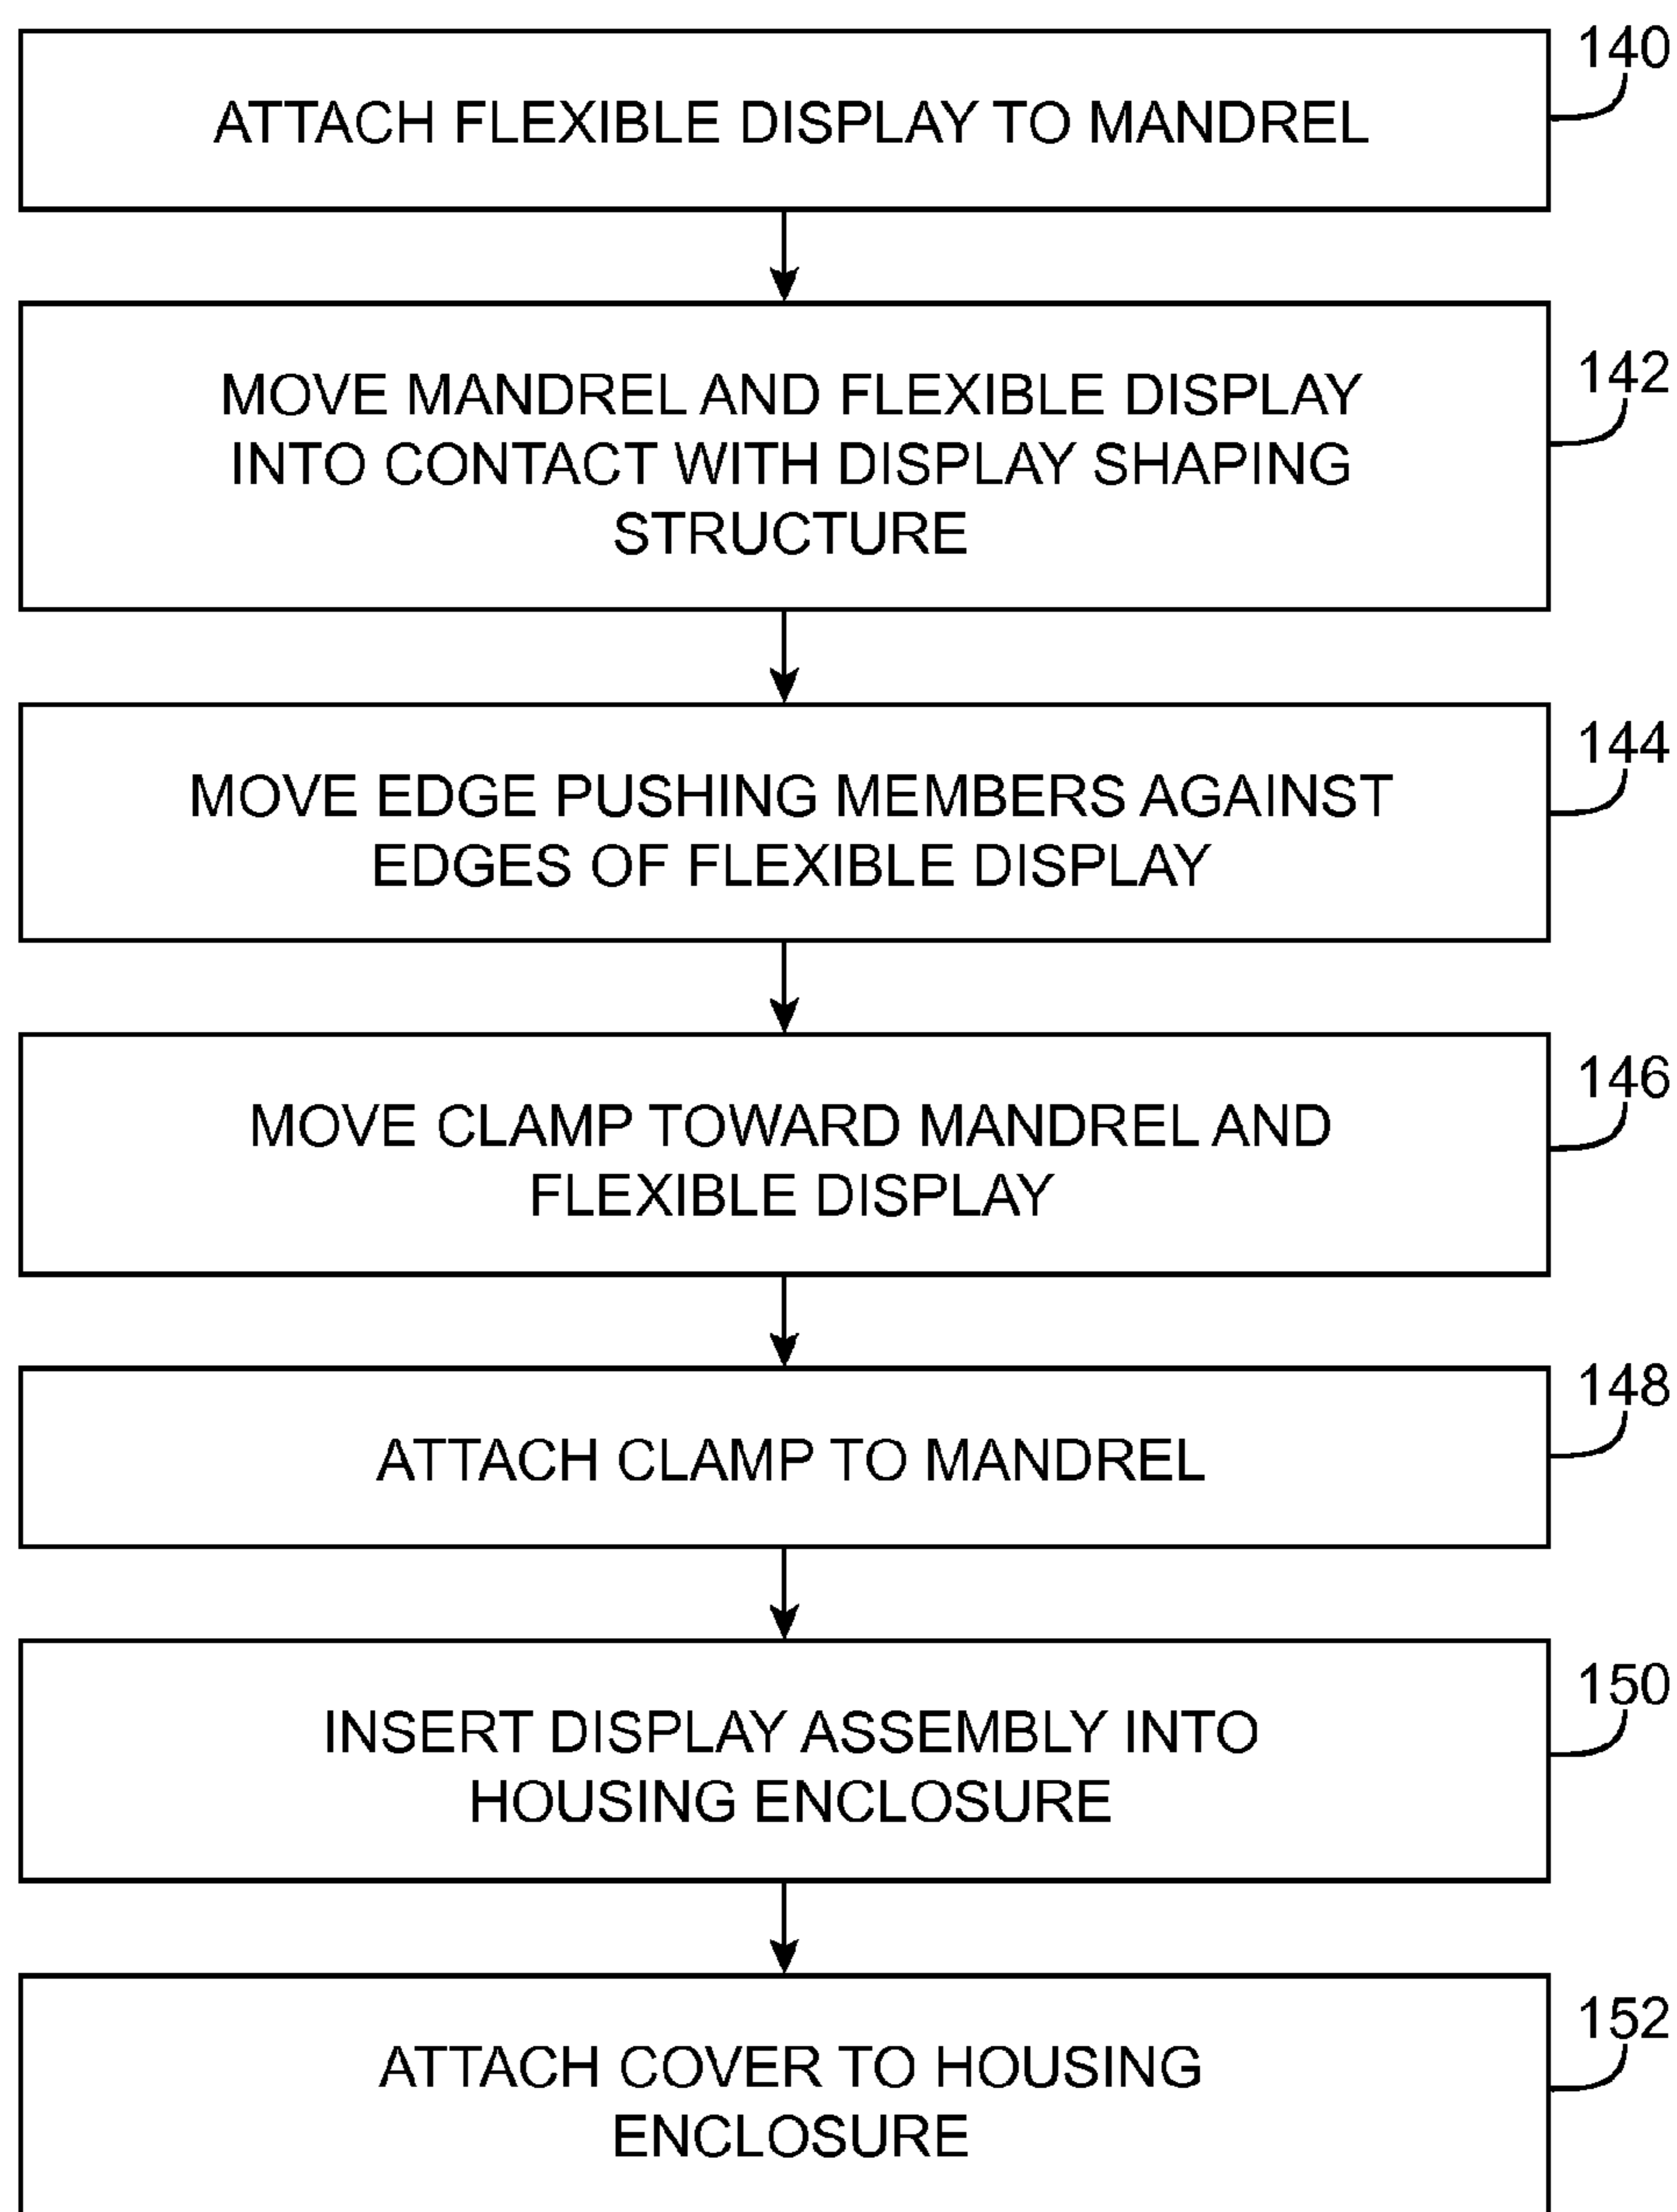 140
ATTACH FLEXIBLE DISPLAY TO MANDREL
142
MOVE MANDREL AND FLEXIBLE DISPLAY
INTO CONTACT WITH DISPLAY SHAPING
STRUCTURE
144
MOVE EDGE PUSHING MEMBERS AGAINST
EDGES OF FLEXIBLE DISPLAY
146
MOVE CLAMP TOWARD MANDREL AND
FLEXIBLE DISPLAY
148
ATTACH CLAMP TO MANDREL
150
INSERT DISPLAY ASSEMBLY INTO
HOUSING ENCLOSURE
152
ATTACH COVER TO HOUSING
ENCLOSURE